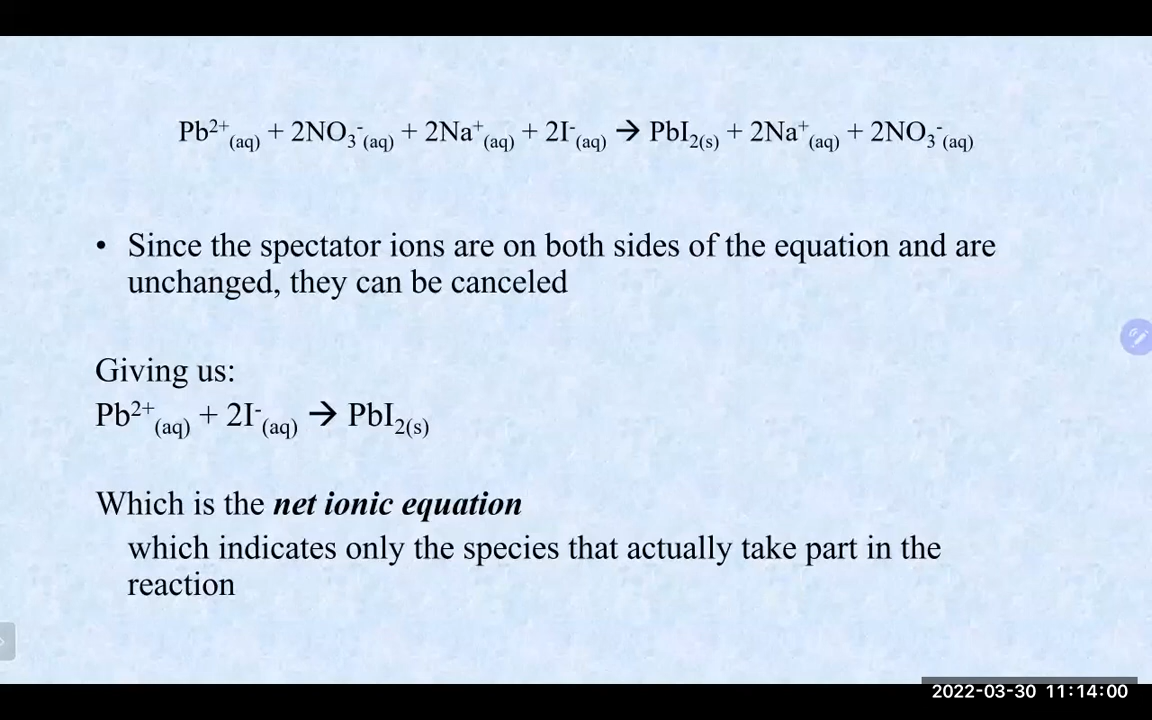 Pb²⁺(aq) + 2NO₃⁻(aq) + 2Na⁺(aq) + 2I⁻(aq) → PbI₂(s) + 2Na⁺(aq) + 2NO₃⁻(aq)
• Since the spectator ions are on both sides of the equation and are
unchanged, they can be canceled
Giving us:
Pb²⁺(aq) + 2I⁻(aq) → PbI₂(s)
Which is the net ionic equation
which indicates only the species that actually take part in the
reaction
2022-03-30 11:14:00